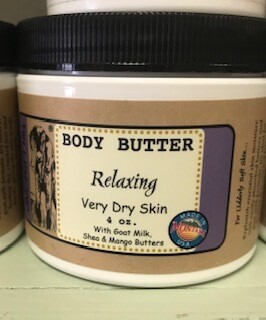 BODY BUTTER
Relaxing
Very Dry Skin
4 oz.
With Goat Milk,
Shea & Mango Butters
MADE IN
MONTANA
USA
For Udderly Soft Skin...